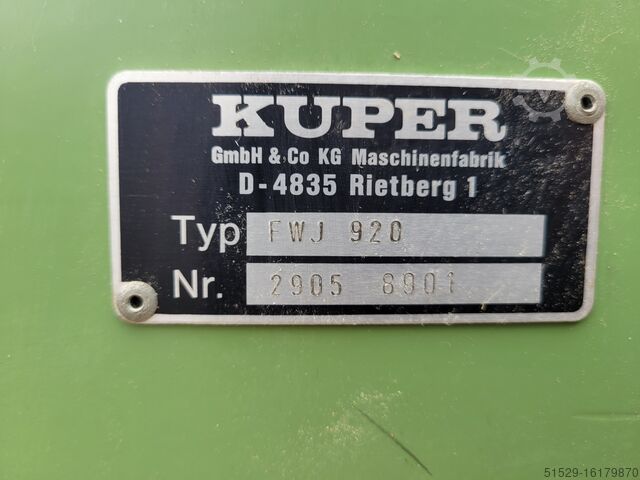 KUPER
GmbH & Co KG Maschinenfabrik
D-4835 Rietberg 1
Typ FWJ 920
Nr. 2905 8901
51529-16179870